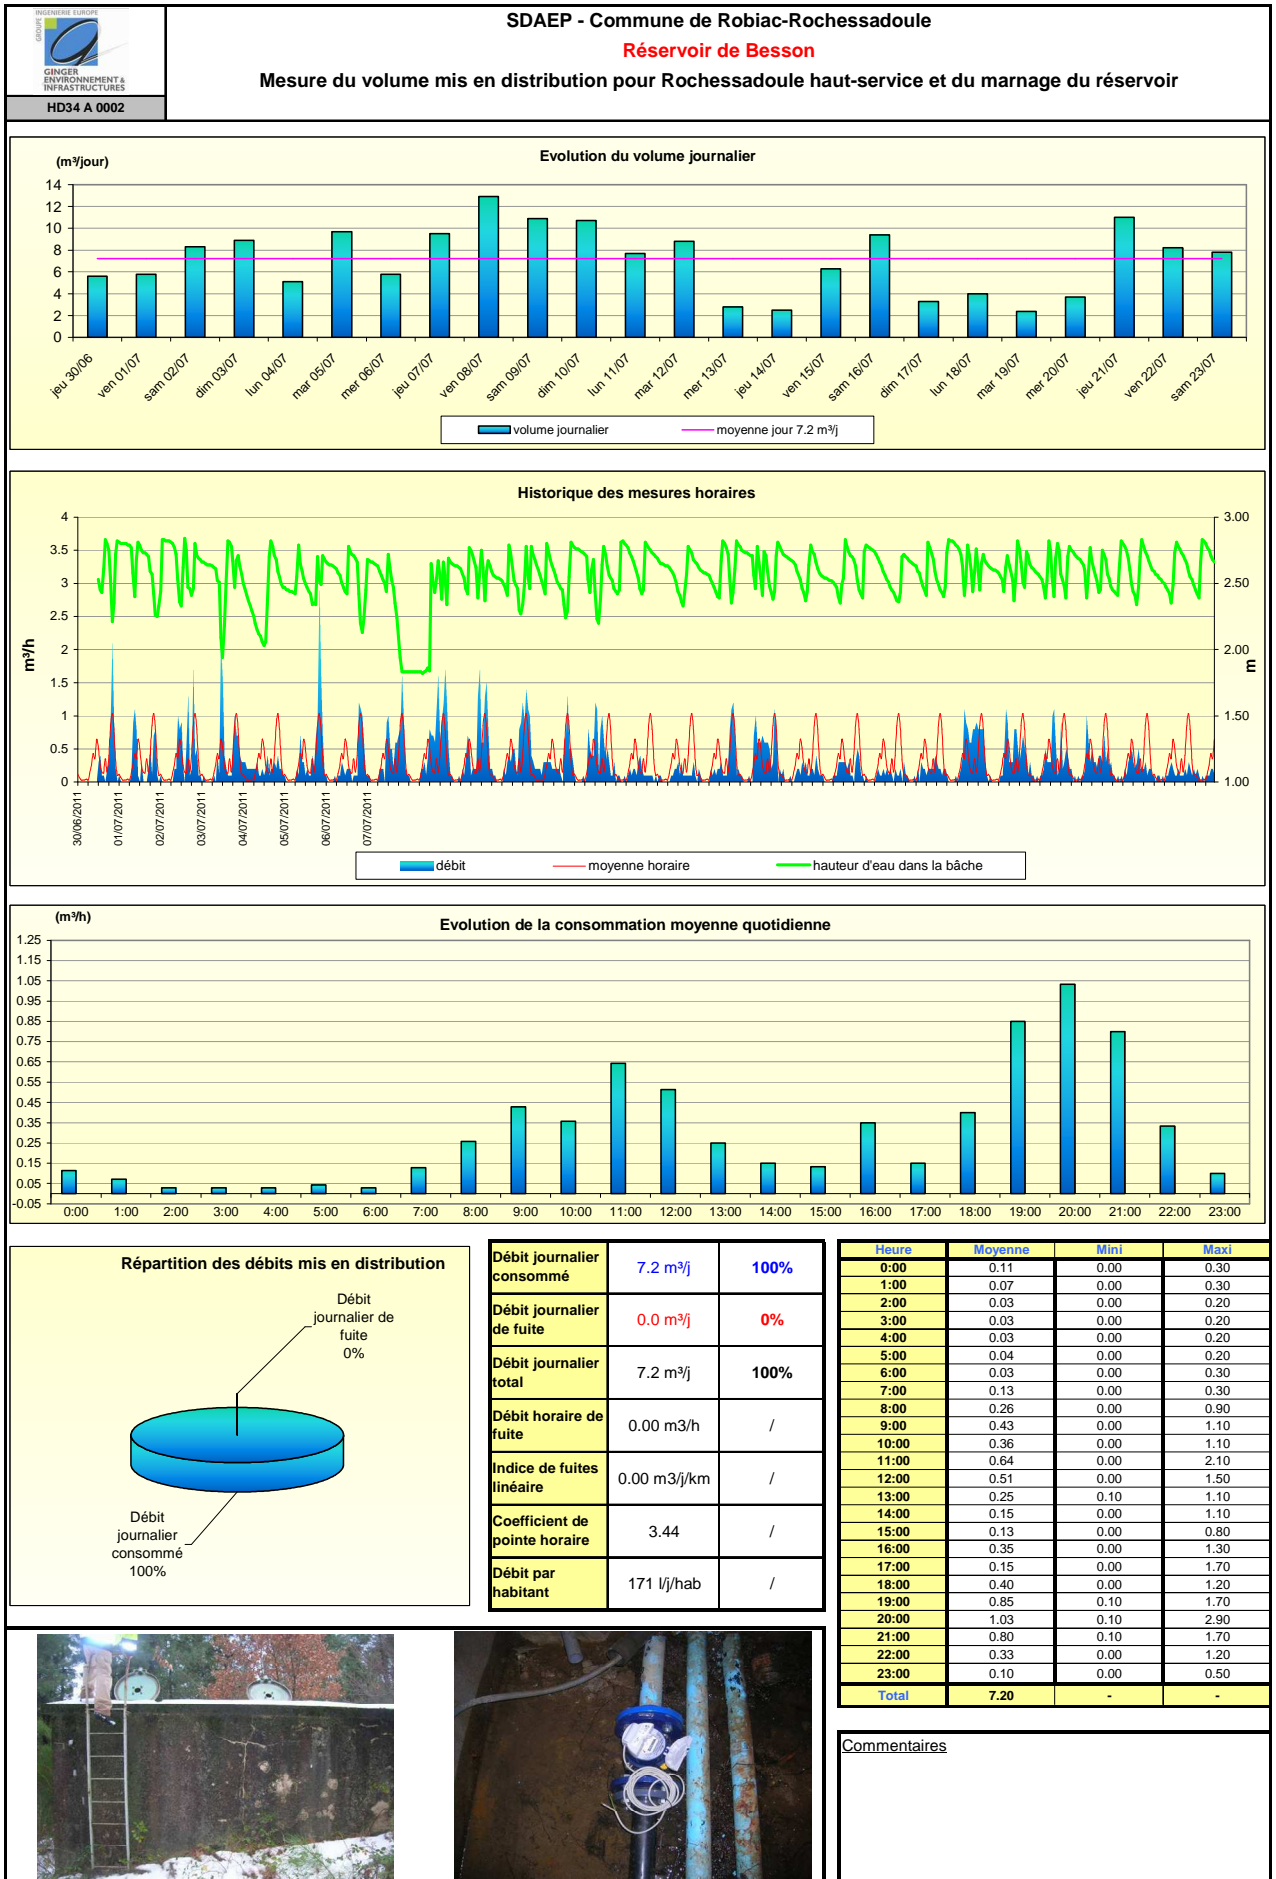 INGENIERIE EUROPE
GROUPE
GINGER
ENVIRONNEMENT &
INFRASTRUCTURES
HD34 A 0002
SDAEP - Commune de Robiac-Rochessadoule
Réservoir de Besson
Mesure du volume mis en distribution pour Rochessadoule haut-service et du marnage du réservoir
(m³/jour)
Evolution du volume journalier
14
12
10
8
6
4
2
0
jeu 30/06
ven 01/07
sam 02/07
dim 03/07
lun 04/07
mar 05/07
mer 06/07
jeu 07/07
ven 08/07
sam 09/07
dim 10/07
lun 11/07
mar 12/07
mer 13/07
jeu 14/07
ven 15/07
sam 16/07
dim 17/07
lun 18/07
mar 19/07
mer 20/07
jeu 21/07
ven 22/07
sam 23/07
volume journalier
moyenne jour 7.2 m³/j
Historique des mesures horaires
4
3.5
3
2.5
2
1.5
1
0.5
0
m³/h
3.00
2.50
2.00
1.50
1.00
m
30/06/2011
01/07/2011
02/07/2011
03/07/2011
04/07/2011
05/07/2011
06/07/2011
07/07/2011
débit
moyenne horaire
hauteur d'eau dans la bâche
(m³/h)
Evolution de la consommation moyenne quotidienne
1.25
1.15
1.05
0.95
0.85
0.75
0.65
0.55
0.45
0.35
0.25
0.15
0.05
-0.05
0:00 1:00 2:00 3:00 4:00 5:00 6:00 7:00 8:00 9:00 10:00 11:00 12:00 13:00 14:00 15:00 16:00 17:00 18:00 19:00 20:00 21:00 22:00 23:00
Répartition des débits mis en distribution
Débit
journalier de
fuite
0%
Débit
journalier
consommé
100%
Débit journalier
consommé
7.2 m³/j
100%
Débit journalier
de fuite
0.0 m³/j
0%
Débit journalier
total
7.2 m³/j
100%
Débit horaire de
fuite
0.00 m3/h
/
Indice de fuites
linéaire
0.00 m3/j/km
/
Coefficient de
pointe horaire
3.44
/
Débit par
habitant
171 l/j/hab
/
Heure Moyenne Mini Maxi
0:00 0.11 0.00 0.30
1:00 0.07 0.00 0.30
2:00 0.03 0.00 0.20
3:00 0.03 0.00 0.20
4:00 0.03 0.00 0.20
5:00 0.04 0.00 0.20
6:00 0.03 0.00 0.30
7:00 0.13 0.00 0.30
8:00 0.26 0.00 0.90
9:00 0.43 0.00 1.10
10:00 0.36 0.00 1.10
11:00 0.64 0.00 2.10
12:00 0.51 0.00 1.50
13:00 0.25 0.10 1.10
14:00 0.15 0.00 1.10
15:00 0.13 0.00 0.80
16:00 0.35 0.00 1.30
17:00 0.15 0.00 1.70
18:00 0.40 0.00 1.20
19:00 0.85 0.10 1.70
20:00 1.03 0.10 2.90
21:00 0.80 0.10 1.70
22:00 0.33 0.00 1.20
23:00 0.10 0.00 0.50
Total 7.20 - -
Commentaires